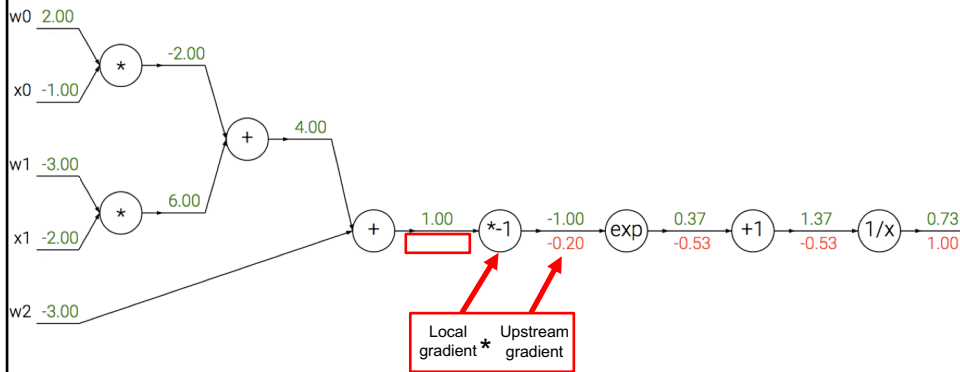 w0 2.00
-2.00
*
x0 -1.00
4.00
+
w1 -3.00
6.00
*
x1 -2.00
1.00 -1.00 0.37 1.37 0.73
+ *-1 exp +1 1/x
-0.20 -0.53 -0.53 1.00
w2 -3.00
Local * Upstream
gradient gradient